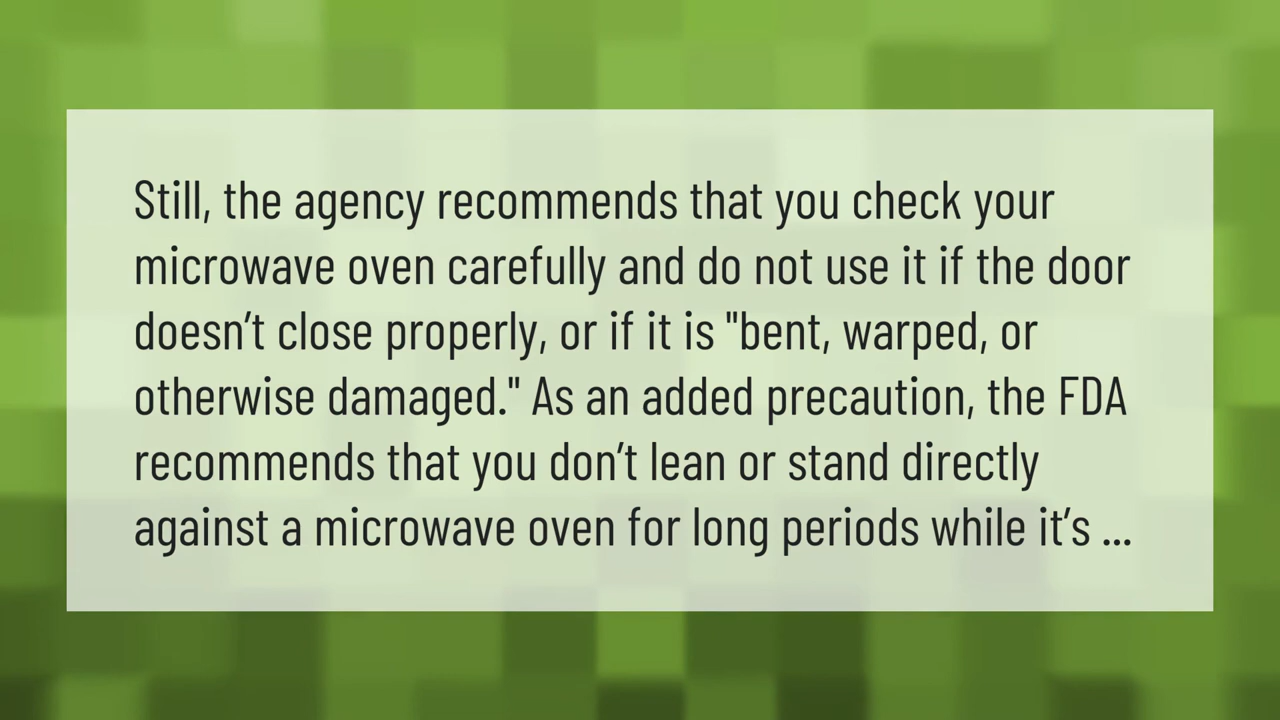 Still, the agency recommends that you check your
microwave oven carefully and do not use it if the door
doesn’t close properly, or if it is "bent, warped, or
otherwise damaged." As an added precaution, the FDA
recommends that you don’t lean or stand directly
against a microwave oven for long periods while it’s ...